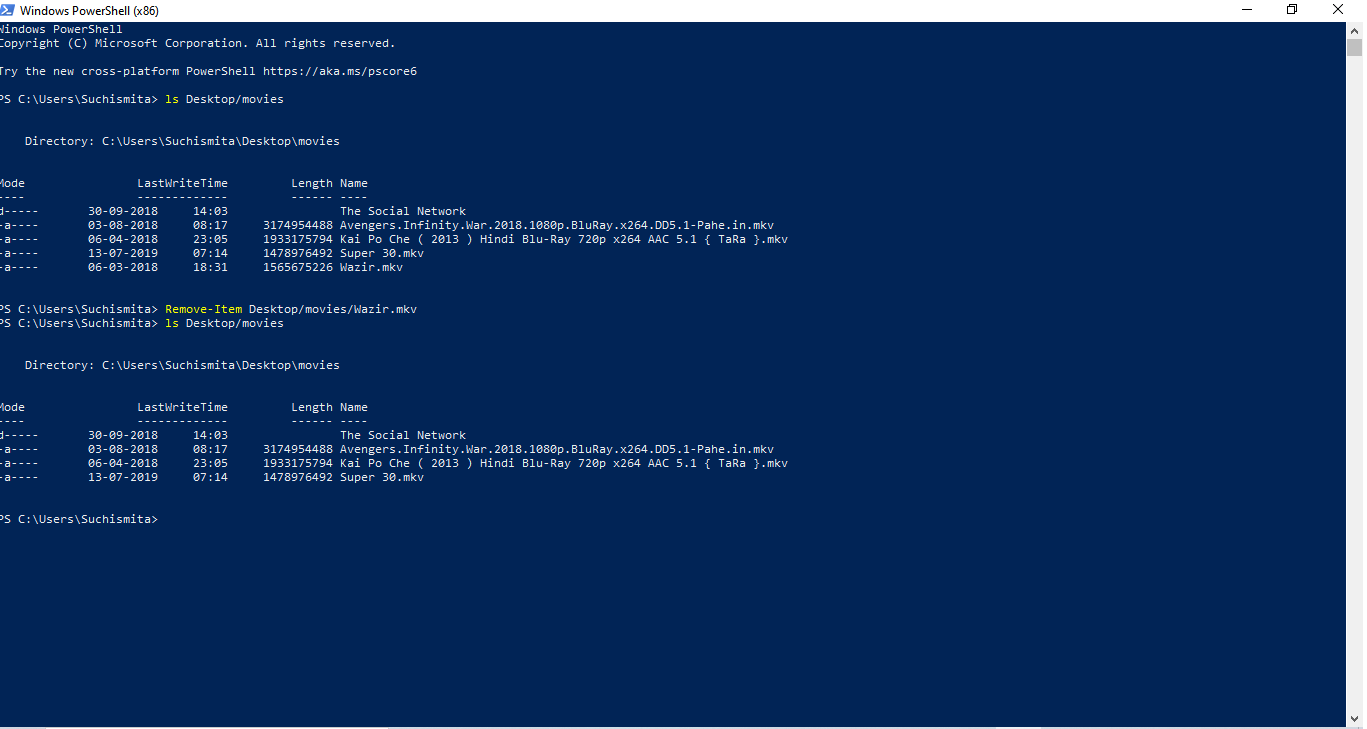 Windows PowerShell (x86)
Windows PowerShell
Copyright (C) Microsoft Corporation. All rights reserved.
Try the new cross-platform PowerShell https://aka.ms/pscore6
PS C:\Users\Suchismita> ls Desktop/movies
    Directory: C:\Users\Suchismita\Desktop\movies
Mode                LastWriteTime         Length Name
----                -------------         ------ ----
d-----       30-09-2018     14:03                The Social Network
-a----       03-08-2018     08:17     3174954488 Avengers.Infinity.War.2018.1080p.BluRay.x264.DD5.1-Pahe.in.mkv
-a----       06-04-2018     23:05     1933175794 Kai Po Che ( 2013 ) Hindi Blu-Ray 720p x264 AAC 5.1 { TaRa }.mkv
-a----       13-07-2019     07:14     1478976492 Super 30.mkv
-a----       06-03-2018     18:31     1565675226 Wazir.mkv
PS C:\Users\Suchismita> Remove-Item Desktop/movies/Wazir.mkv
PS C:\Users\Suchismita> ls Desktop/movies
    Directory: C:\Users\Suchismita\Desktop\movies
Mode                LastWriteTime         Length Name
----                -------------         ------ ----
d-----       30-09-2018     14:03                The Social Network
-a----       03-08-2018     08:17     3174954488 Avengers.Infinity.War.2018.1080p.BluRay.x264.DD5.1-Pahe.in.mkv
-a----       06-04-2018     23:05     1933175794 Kai Po Che ( 2013 ) Hindi Blu-Ray 720p x264 AAC 5.1 { TaRa }.mkv
-a----       13-07-2019     07:14     1478976492 Super 30.mkv
PS C:\Users\Suchismita>